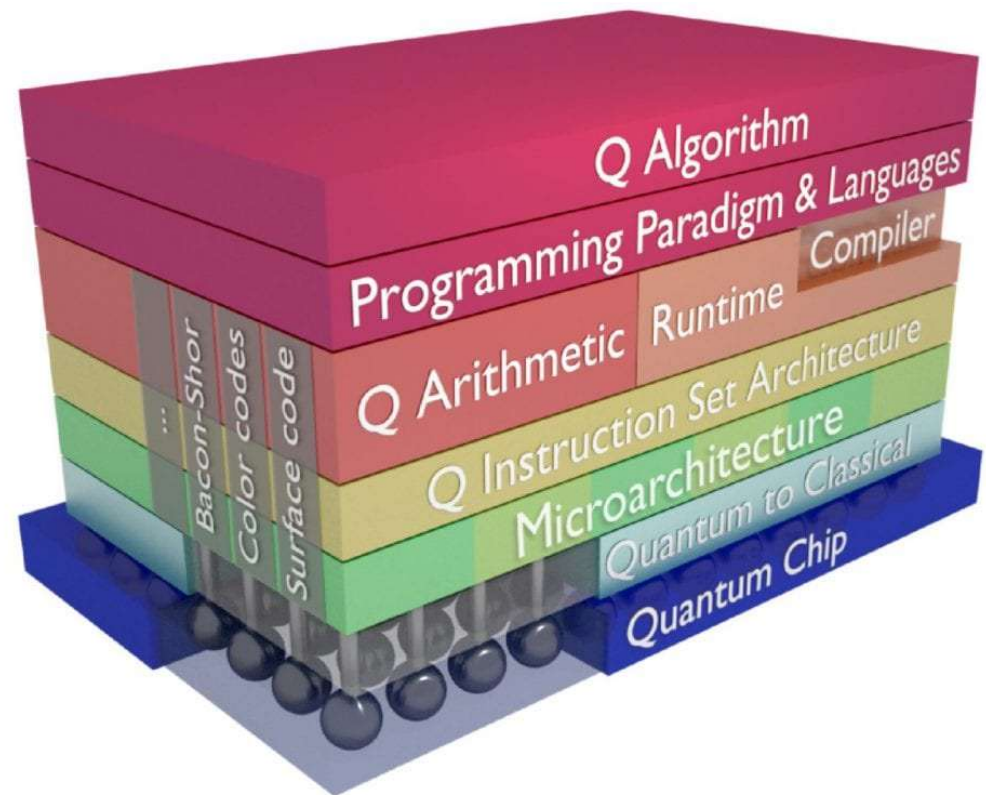 Q Algorithm
Programming Paradigm & Languages
Q Arithmetic
Runtime
Compiler
Q Instruction Set Architecture
Microarchitecture
Quantum to Classical
Quantum Chip
...
Bacon-Shor
Color codes
Surface code